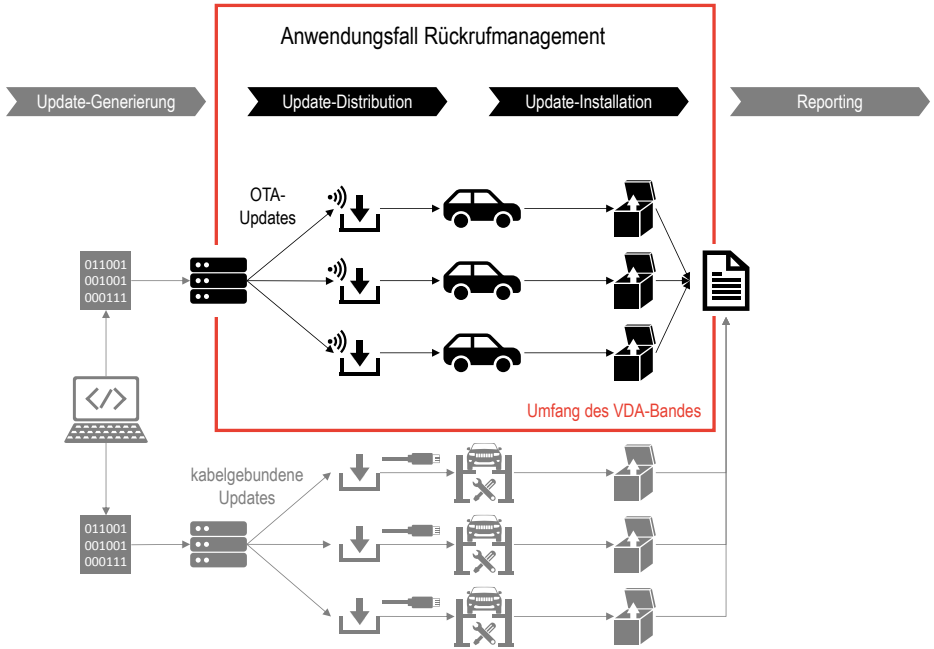 Anwendungsfall Rückrufmanagement
Update-Generierung
Update-Distribution
Update-Installation
Reporting
OTA-
Updates
011001
001001
000111
</>
Umfang des VDA-Bandes
kabelgebundene
Updates
011001
001001
000111